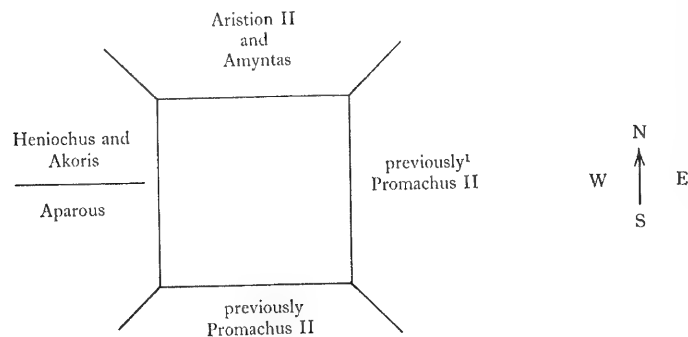 Aristion II
and
Amyntas
Heniochus and
Akoris
Aparous
previously¹
Promachus II
previously
Promachus II
N
W E
S